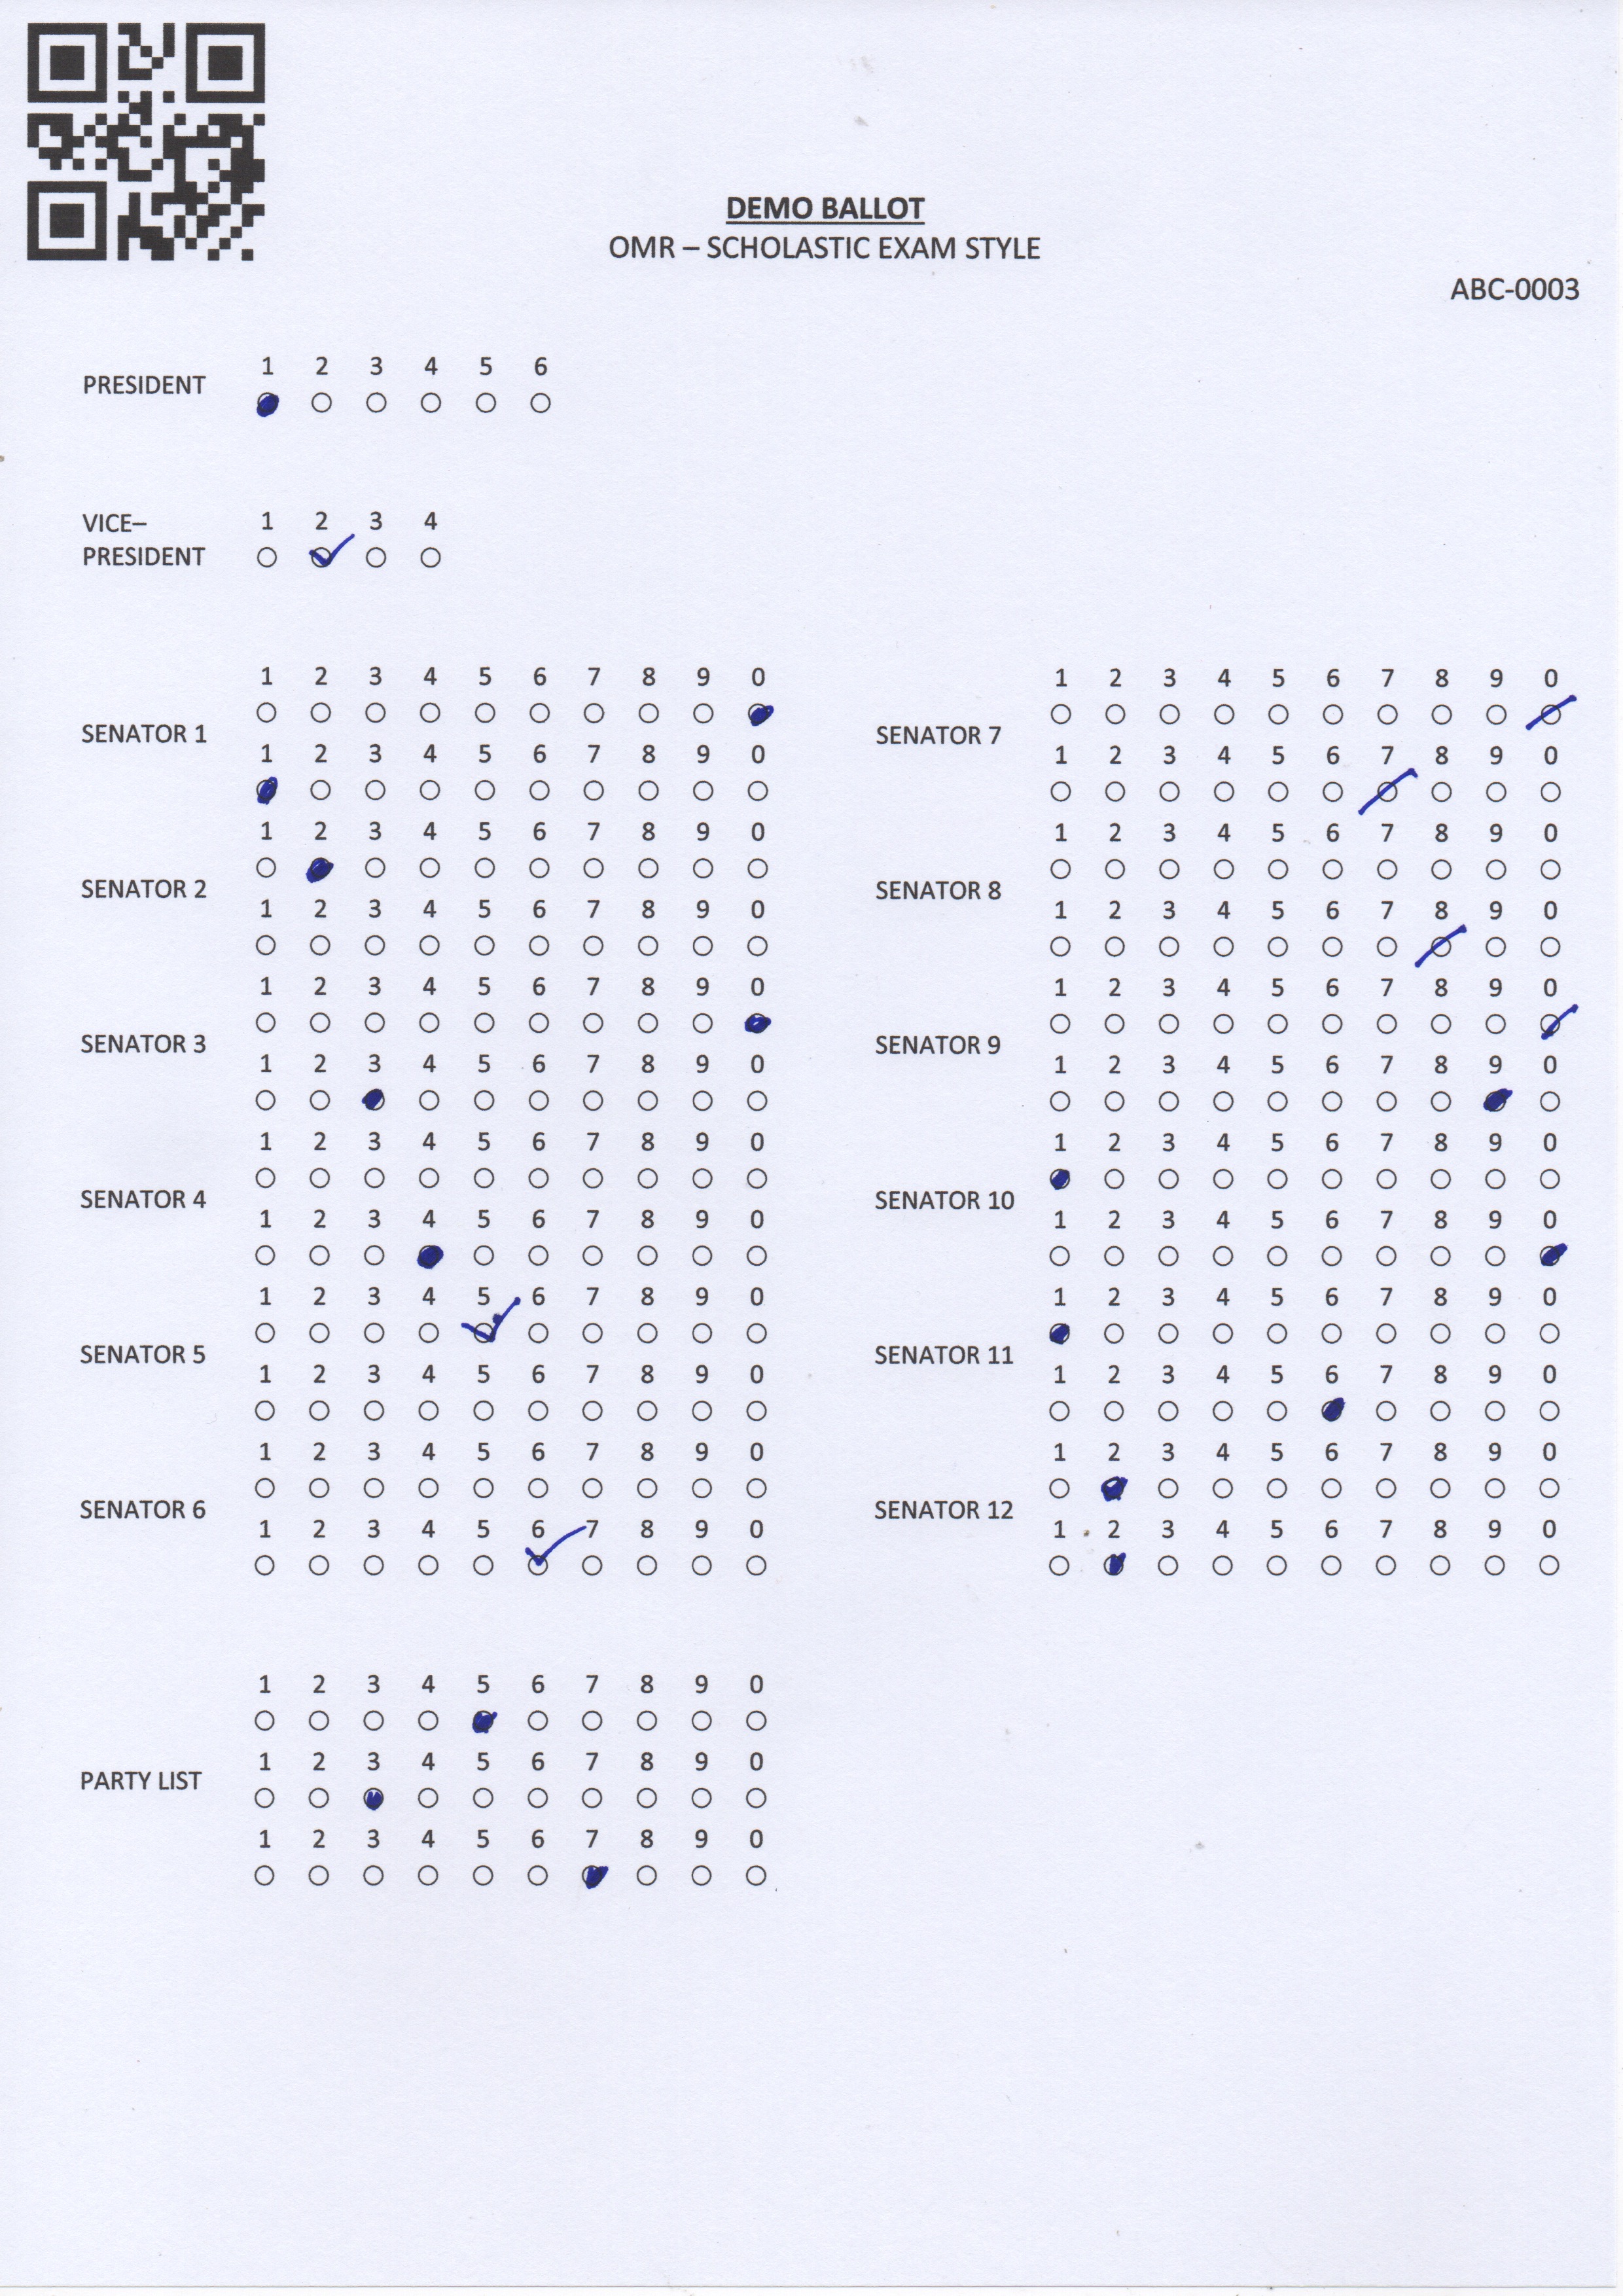 DEMO BALLOT
OMR – SCHOLASTIC EXAM STYLE
ABC-0003
1 2 3 4 5 6
PRESIDENT
VICE–
1 2 3 4
PRESIDENT
1 2 3 4 5 6 7 8 9 0
SENATOR 1
1 2 3 4 5 6 7 8 9 0
1 2 3 4 5 6 7 8 9 0
SENATOR 2
1 2 3 4 5 6 7 8 9 0
1 2 3 4 5 6 7 8 9 0
SENATOR 3
1 2 3 4 5 6 7 8 9 0
1 2 3 4 5 6 7 8 9 0
SENATOR 4
1 2 3 4 5 6 7 8 9 0
1 2 3 4 5 6 7 8 9 0
SENATOR 5
1 2 3 4 5 6 7 8 9 0
1 2 3 4 5 6 7 8 9 0
SENATOR 6
1 2 3 4 5 6 7 8 9 0
1 2 3 4 5 6 7 8 9 0
SENATOR 7
1 2 3 4 5 6 7 8 9 0
1 2 3 4 5 6 7 8 9 0
SENATOR 8
1 2 3 4 5 6 7 8 9 0
1 2 3 4 5 6 7 8 9 0
SENATOR 9
1 2 3 4 5 6 7 8 9 0
1 2 3 4 5 6 7 8 9 0
SENATOR 10
1 2 3 4 5 6 7 8 9 0
1 2 3 4 5 6 7 8 9 0
SENATOR 11
1 2 3 4 5 6 7 8 9 0
1 2 3 4 5 6 7 8 9 0
SENATOR 12
1 2 3 4 5 6 7 8 9 0
1 2 3 4 5 6 7 8 9 0
1 2 3 4 5 6 7 8 9 0
PARTY LIST
1 2 3 4 5 6 7 8 9 0